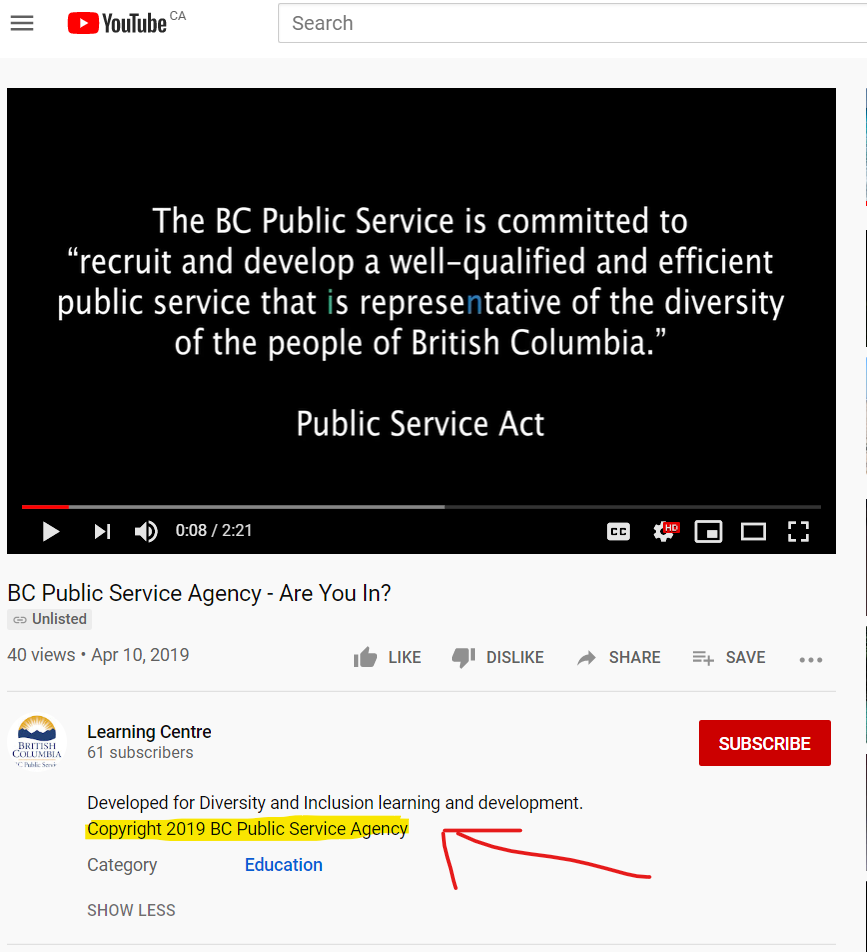 YouTube CA
Search
The BC Public Service is committed to
“recruit and develop a well-qualified and efficient
public service that is representative of the diversity
of the people of British Columbia.”
Public Service Act
0:08 / 2:21
CC
HD
BC Public Service Agency - Are You In?
Unlisted
40 views • Apr 10, 2019
LIKE
DISLIKE
SHARE
SAVE
BRITISH
COLUMBIA
Learning Centre
61 subscribers
SUBSCRIBE
Developed for Diversity and Inclusion learning and development.
Copyright 2019 BC Public Service Agency
Category Education
SHOW LESS